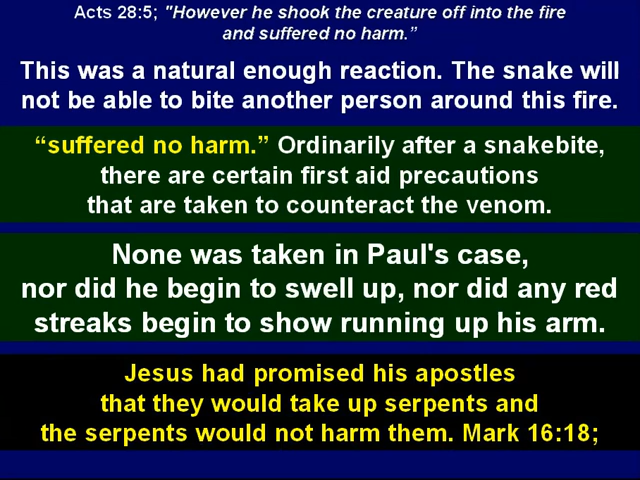 Acts 28:5; "However he shook the creature off into the fire
and suffered no harm.”
This was a natural enough reaction. The snake will
not be able to bite another person around this fire.
“suffered no harm.” Ordinarily after a snakebite,
there are certain first aid precautions
that are taken to counteract the venom.
None was taken in Paul's case,
nor did he begin to swell up, nor did any red
streaks begin to show running up his arm.
Jesus had promised his apostles
that they would take up serpents and
the serpents would not harm them. Mark 16:18;